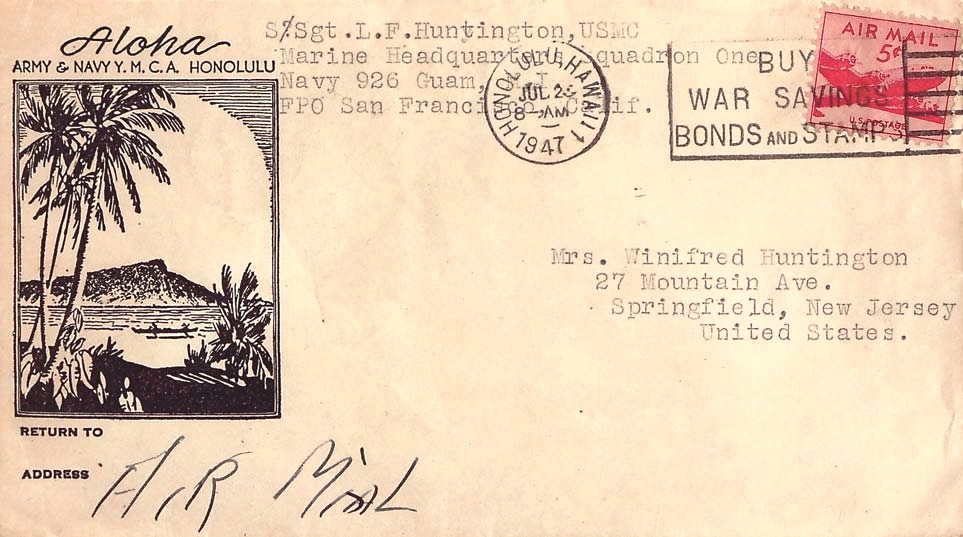 Aloha
ARMY & NAVY Y. M. C. A. HONOLULU
S/Sgt.L.F.Huntington,USMC
Marine Headquarters Squadron One
Navy 926 Guam, I
FPO San Francisco, Calif.
HONOLULU HAWAII 1
JUL 2
8-AM
1947
BUY
WAR SAVINGS
BONDS AND STAMPS
AIR MAIL
5¢
U.S. POSTAGE
Mrs. Winifred Huntington
27 Mountain Ave.
Springfield, New Jersey
United States.
RETURN TO
ADDRESS
AIR MAIL